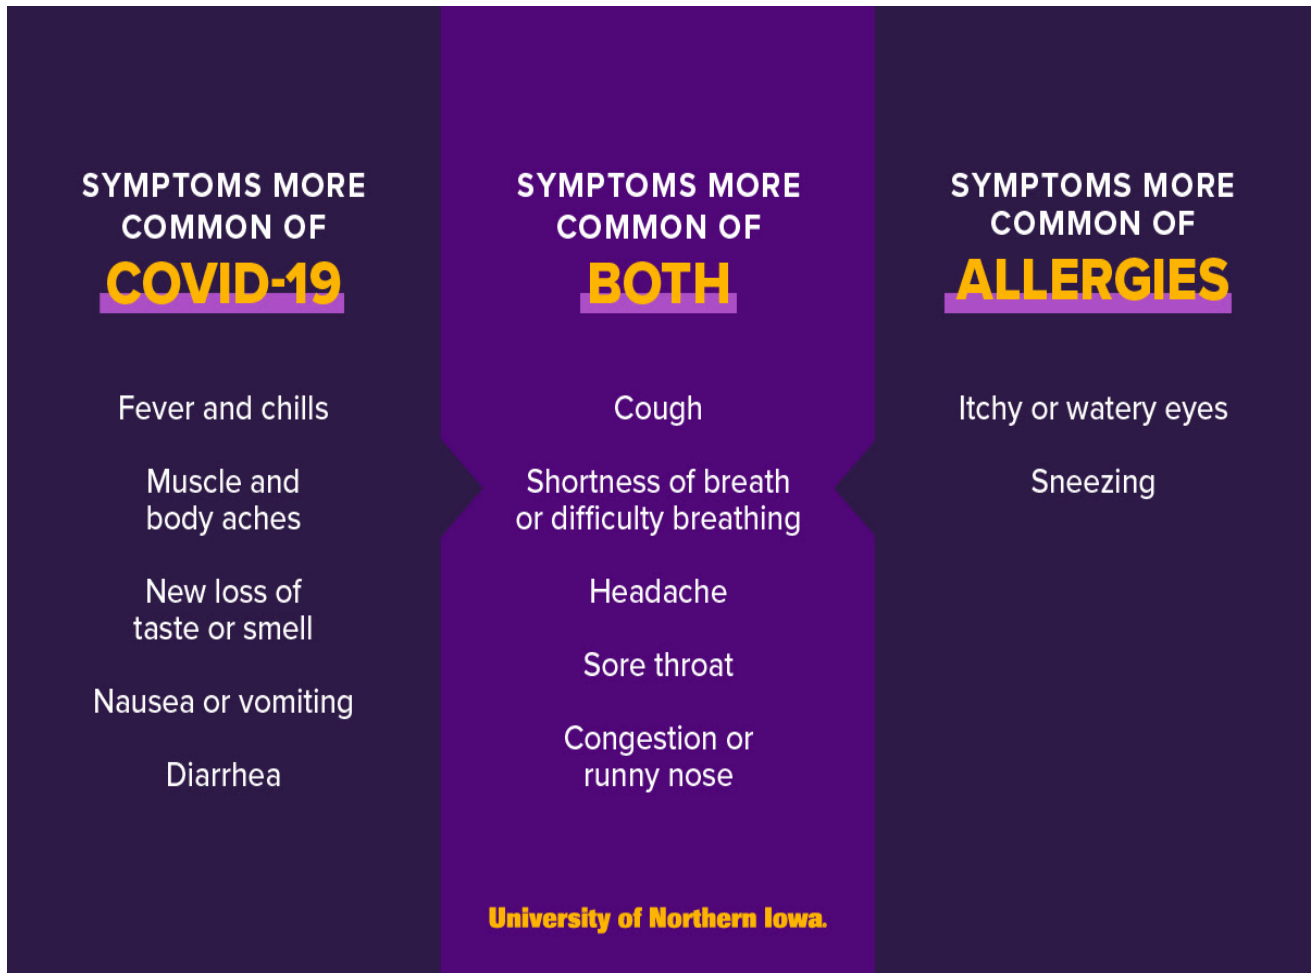 SYMPTOMS MORE
COMMON OF
COVID-19
Fever and chills
Muscle and
body aches
New loss of
taste or smell
Nausea or vomiting
Diarrhea
SYMPTOMS MORE
COMMON OF
BOTH
Cough
Shortness of breath
or difficulty breathing
Headache
Sore throat
Congestion or
runny nose
University of Northern Iowa.
SYMPTOMS MORE
COMMON OF
ALLERGIES
Itchy or watery eyes
Sneezing